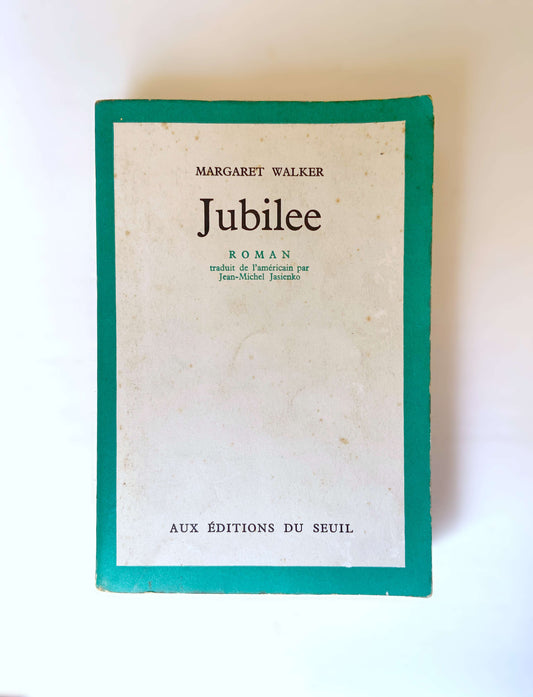 MARGARET WALKER
Jubilee
ROMAN
traduit de l'américain par
Jean-Michel Jasienko
AUX ÉDITIONS DU SEUIL